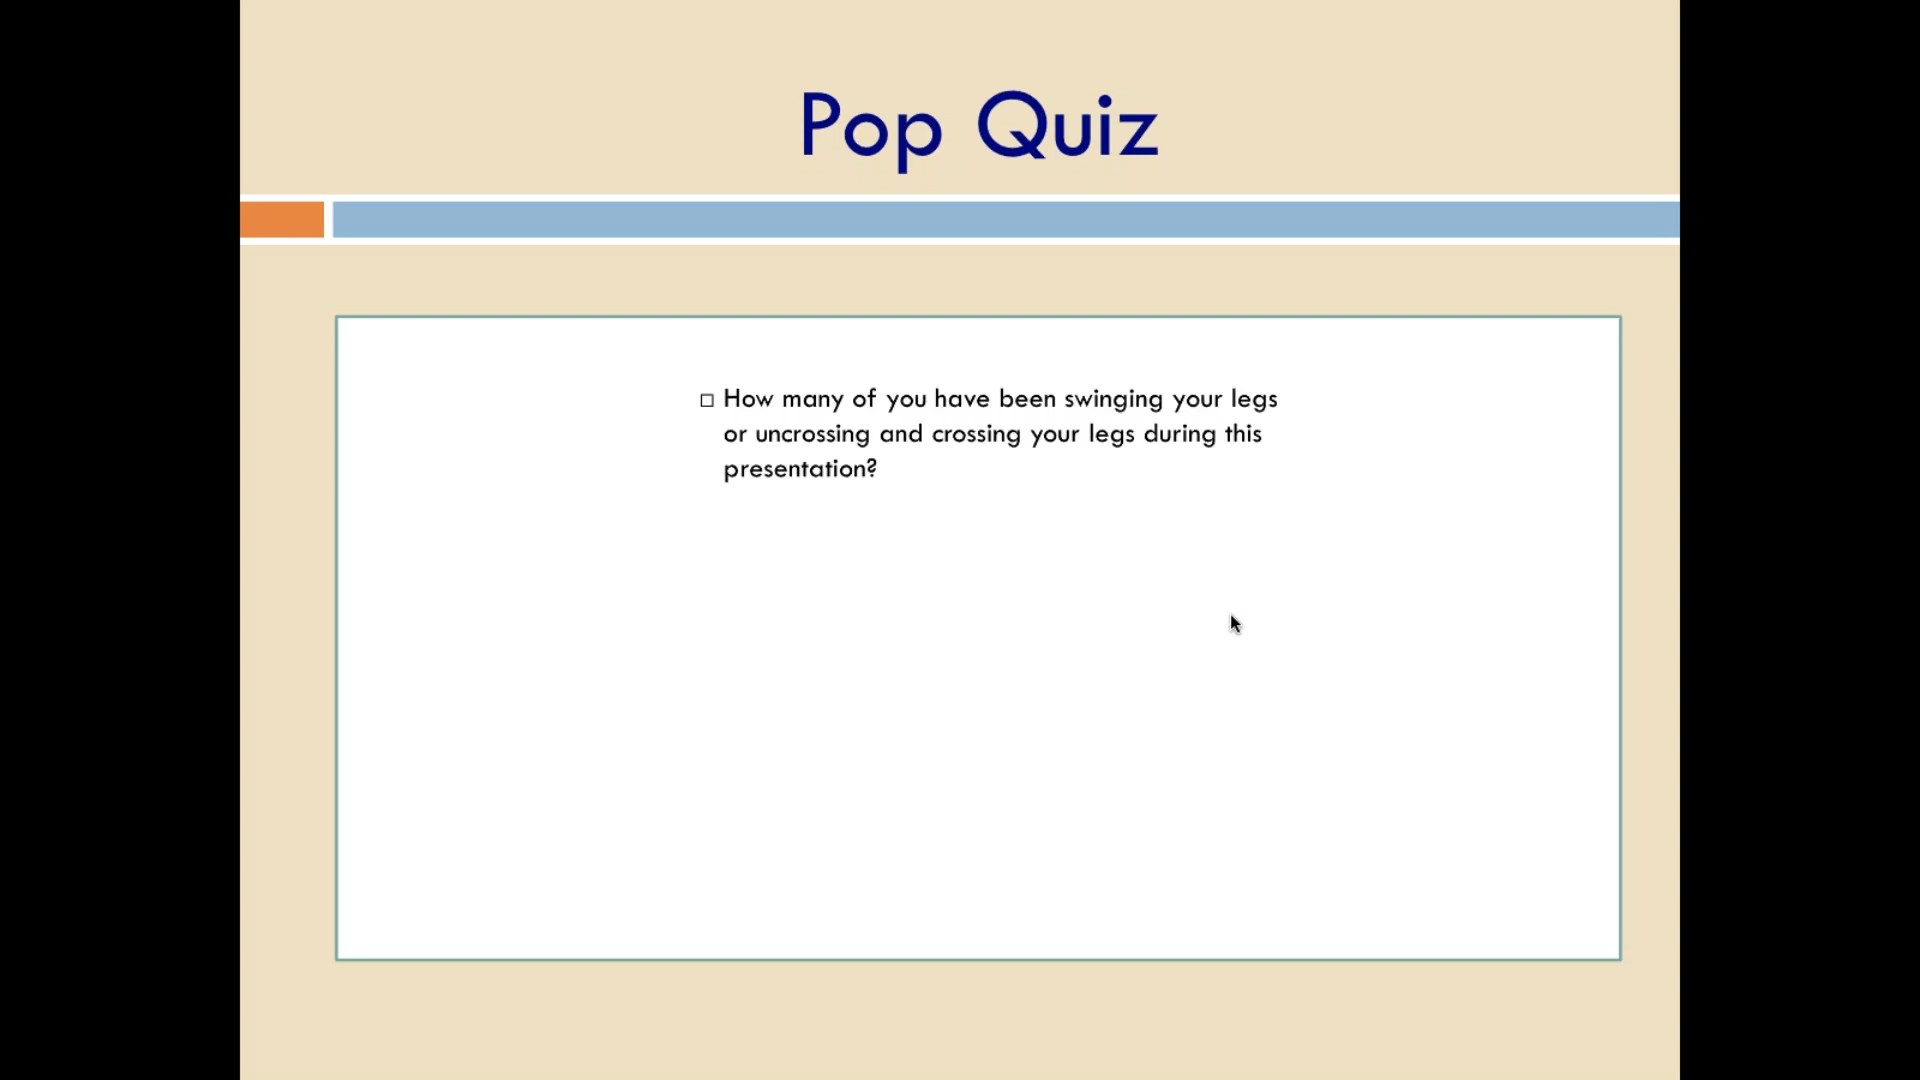 Pop Quiz
How many of you have been swinging your legs
or uncrossing and crossing your legs during this
presentation?